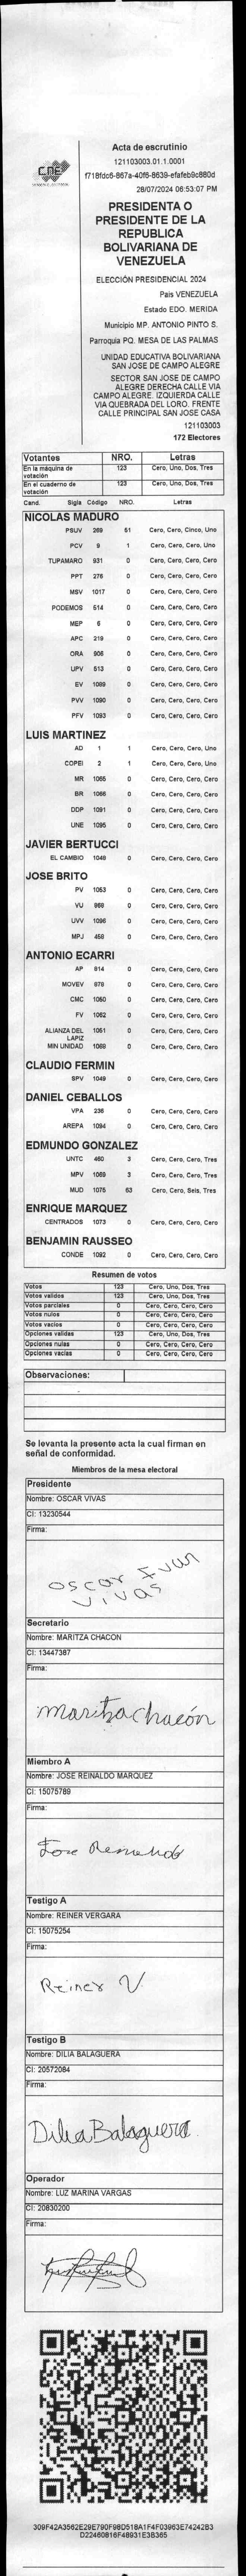 CNE
Acta de escrutinio
121103003.01.1.0001
f718fdc6-867a-40f6-8639-efafeb9c880d
28/07/2024 06:53:07 PM
PRESIDENTA O
PRESIDENTE DE LA
REPUBLICA
BOLIVARIANA DE
VENEZUELA
ELECCIÓN PRESIDENCIAL 2024
Pais VENEZUELA
Estado EDO. MERIDA
Municipio MP. ANTONIO PINTO S.
Parroquia PQ. MESA DE LAS PALMAS
UNIDAD EDUCATIVA BOLIVARIANA
SAN JOSE DE CAMPO ALEGRE
SECTOR SAN JOSE DE CAMPO
ALEGRE DERECHA CALLE VIA
CAMPO ALEGRE. IZQUIERDA CALLE
VIA QUEBRADA DEL LORO. FRENTE
CALLE PRINCIPAL SAN JOSE CASA
121103003
172 Electores
Votantes NRO. Letras
En la máquina de votación 123 Cero, Uno, Dos, Tres
En el cuaderno de votación 123 Cero, Uno, Dos, Tres
Cand. Sigla Código NRO. Letras
NICOLAS MADURO
PSUV 269 51 Cero, Cero, Cinco, Uno
PCV 9 1 Cero, Cero, Cero, Uno
TUPAMARO 931 0 Cero, Cero, Cero, Cero
PPT 276 0 Cero, Cero, Cero, Cero
MSV 1017 0 Cero, Cero, Cero, Cero
PODEMOS 514 0 Cero, Cero, Cero, Cero
MEP 6 0 Cero, Cero, Cero, Cero
APC 219 0 Cero, Cero, Cero, Cero
ORA 906 0 Cero, Cero, Cero, Cero
UPV 513 0 Cero, Cero, Cero, Cero
EV 1089 0 Cero, Cero, Cero, Cero
PVV 1090 0 Cero, Cero, Cero, Cero
PFV 1093 0 Cero, Cero, Cero, Cero
LUIS MARTINEZ
AD 1 1 Cero, Cero, Cero, Uno
COPEI 2 1 Cero, Cero, Cero, Uno
MR 1065 0 Cero, Cero, Cero, Cero
BR 1066 0 Cero, Cero, Cero, Cero
DDP 1091 0 Cero, Cero, Cero, Cero
UNE 1095 0 Cero, Cero, Cero, Cero
JAVIER BERTUCCI
EL CAMBIO 1048 0 Cero, Cero, Cero, Cero
JOSE BRITO
PV 1053 0 Cero, Cero, Cero, Cero
VU 969 0 Cero, Cero, Cero, Cero
UVV 1096 0 Cero, Cero, Cero, Cero
MPJ 458 0 Cero, Cero, Cero, Cero
ANTONIO ECARRI
AP 914 0 Cero, Cero, Cero, Cero
MOVEV 978 0 Cero, Cero, Cero, Cero
CMC 1050 0 Cero, Cero, Cero, Cero
FV 1062 0 Cero, Cero, Cero, Cero
ALIANZA DEL LAPIZ 1051 0 Cero, Cero, Cero, Cero
MIN UNIDAD 1069 0 Cero, Cero, Cero, Cero
CLAUDIO FERMIN
SPV 1049 0 Cero, Cero, Cero, Cero
DANIEL CEBALLOS
VPA 236 0 Cero, Cero, Cero, Cero
AREPA 1094 0 Cero, Cero, Cero, Cero
EDMUNDO GONZALEZ
UNTC 460 3 Cero, Cero, Cero, Tres
MPV 1069 3 Cero, Cero, Cero, Tres
MUD 1075 63 Cero, Cero, Seis, Tres
ENRIQUE MARQUEZ
CENTRADOS 1073 0 Cero, Cero, Cero, Cero
BENJAMIN RAUSSEO
CONDE 1092 0 Cero, Cero, Cero, Cero
Resumen de votos
Votos 123 Cero, Uno, Dos, Tres
Votos validos 123 Cero, Uno, Dos, Tres
Votos parciales 0 Cero, Cero, Cero, Cero
Votos nulos 0 Cero, Cero, Cero, Cero
Votos vacios 0 Cero, Cero, Cero, Cero
Opciones validas 123 Cero, Uno, Dos, Tres
Opciones nulas 0 Cero, Cero, Cero, Cero
Opciones vacias 0 Cero, Cero, Cero, Cero
Observaciones:
Se levanta la presente acta la cual firman en
señal de conformidad.
Miembros de la mesa electoral
Presidente
Nombre: OSCAR VIVAS
CI: 13230544
Firma:
Oscar Ivan
Vivas
Secretario
Nombre: MARITZA CHACON
CI: 13447387
Firma:
maritza chacón
Miembro A
Nombre: JOSE REINALDO MARQUEZ
CI: 15075789
Firma:
Testigo A
Nombre: REINER VERGARA
CI: 15075254
Firma:
Reiner V
Testigo B
Nombre: DILIA BALAGUERA
CI: 20572084
Firma:
Dilia Balaguera
Operador
Nombre: LUZ MARINA VARGAS
CI: 20830200
Firma:
309F42A3562E29E790F98D518A1F4F03963E74242B3
D22460816F48931E3B365